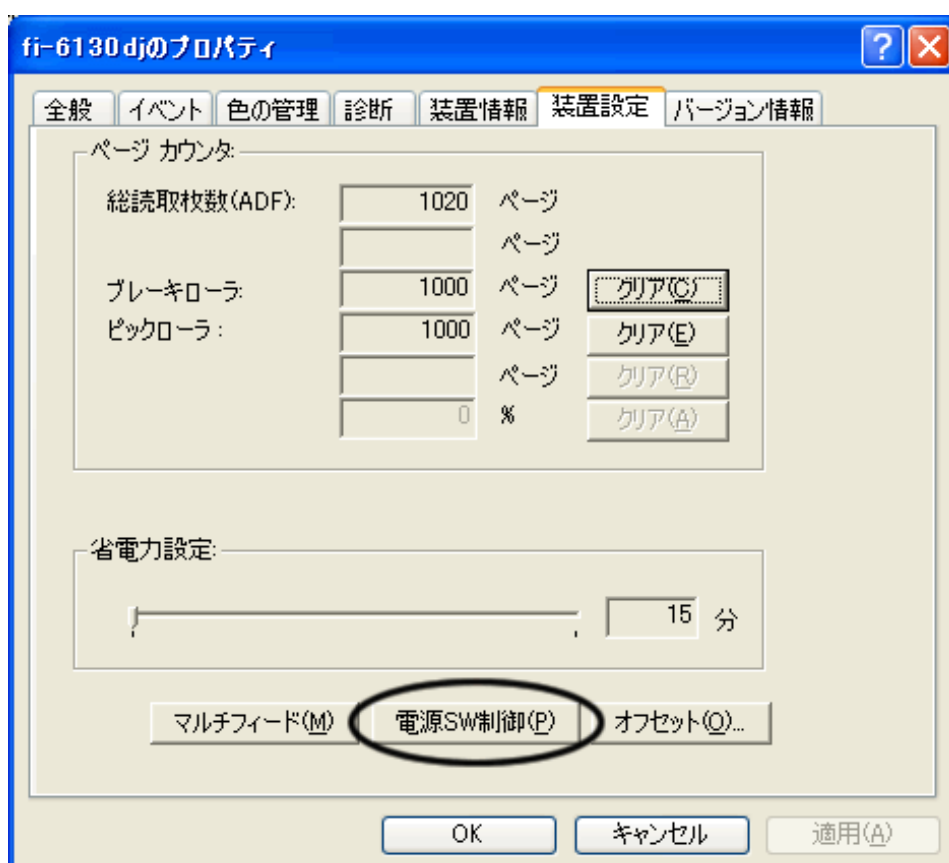 fi-6130djのプロパティ
全般 イベント 色の管理 診断 装置情報 装置設定 バージョン情報
ページ カウンタ:
総読取枚数(ADF): 1020 ページ
ページ
ブレーキローラ: 1000 ページ クリア(C)
ピックローラ: 1000 ページ クリア(E)
ページ クリア(R)
0 % クリア(A)
省電力設定:
15 分
マルチフィード(M) 電源SW制御(P) オフセット(O)...
OK キャンセル 適用(A)